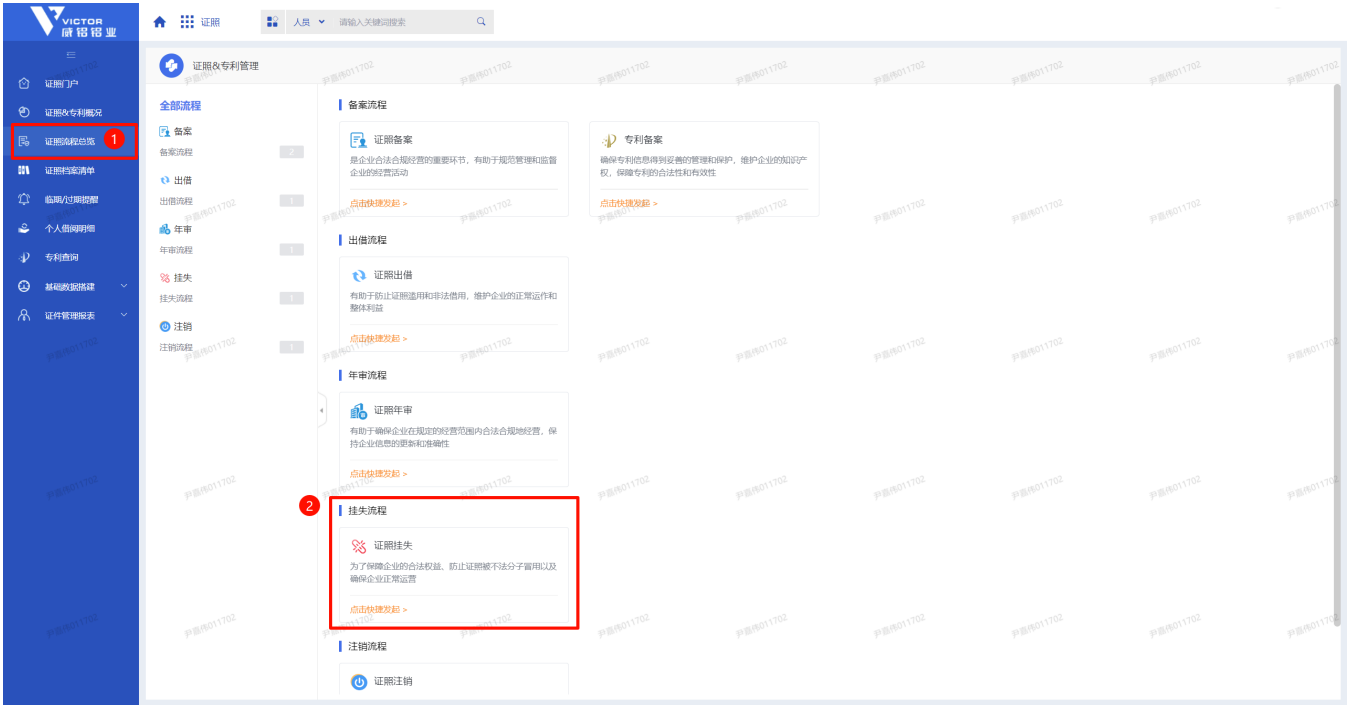 VICTOR
威铝铝业
证照
人员
请输入关键词搜索
证照门户
证照&专利概况
证照流程总览
1
证照档案清单
临期/过期提醒
个人借阅明细
专利查询
基础数据搭建
证件管理报表
证照&专利管理
全部流程
备案
备案流程
2
出借
出借流程
1
年审
年审流程
1
挂失
挂失流程
1
注销
注销流程
1
备案流程
证照备案
是企业合法合规经营的重要环节，有助于规范管理和监督
企业的经营活动
点击快捷发起 >
专利备案
确保专利信息得到妥善的管理和保护，维护企业的知识产
权，保障专利的合法性和有效性
点击快捷发起 >
出借流程
证照出借
有助于防止证照滥用和非法借用，维护企业的正常运作和
整体利益
点击快捷发起 >
年审流程
证照年审
有助于确保企业在规定的经营范围内合法合规地经营，保
持企业信息的更新和准确性
点击快捷发起 >
2
挂失流程
证照挂失
为了保障企业的合法权益，防止证照被不法分子冒用以及
确保企业正常运营
点击快捷发起 >
注销流程
证照注销